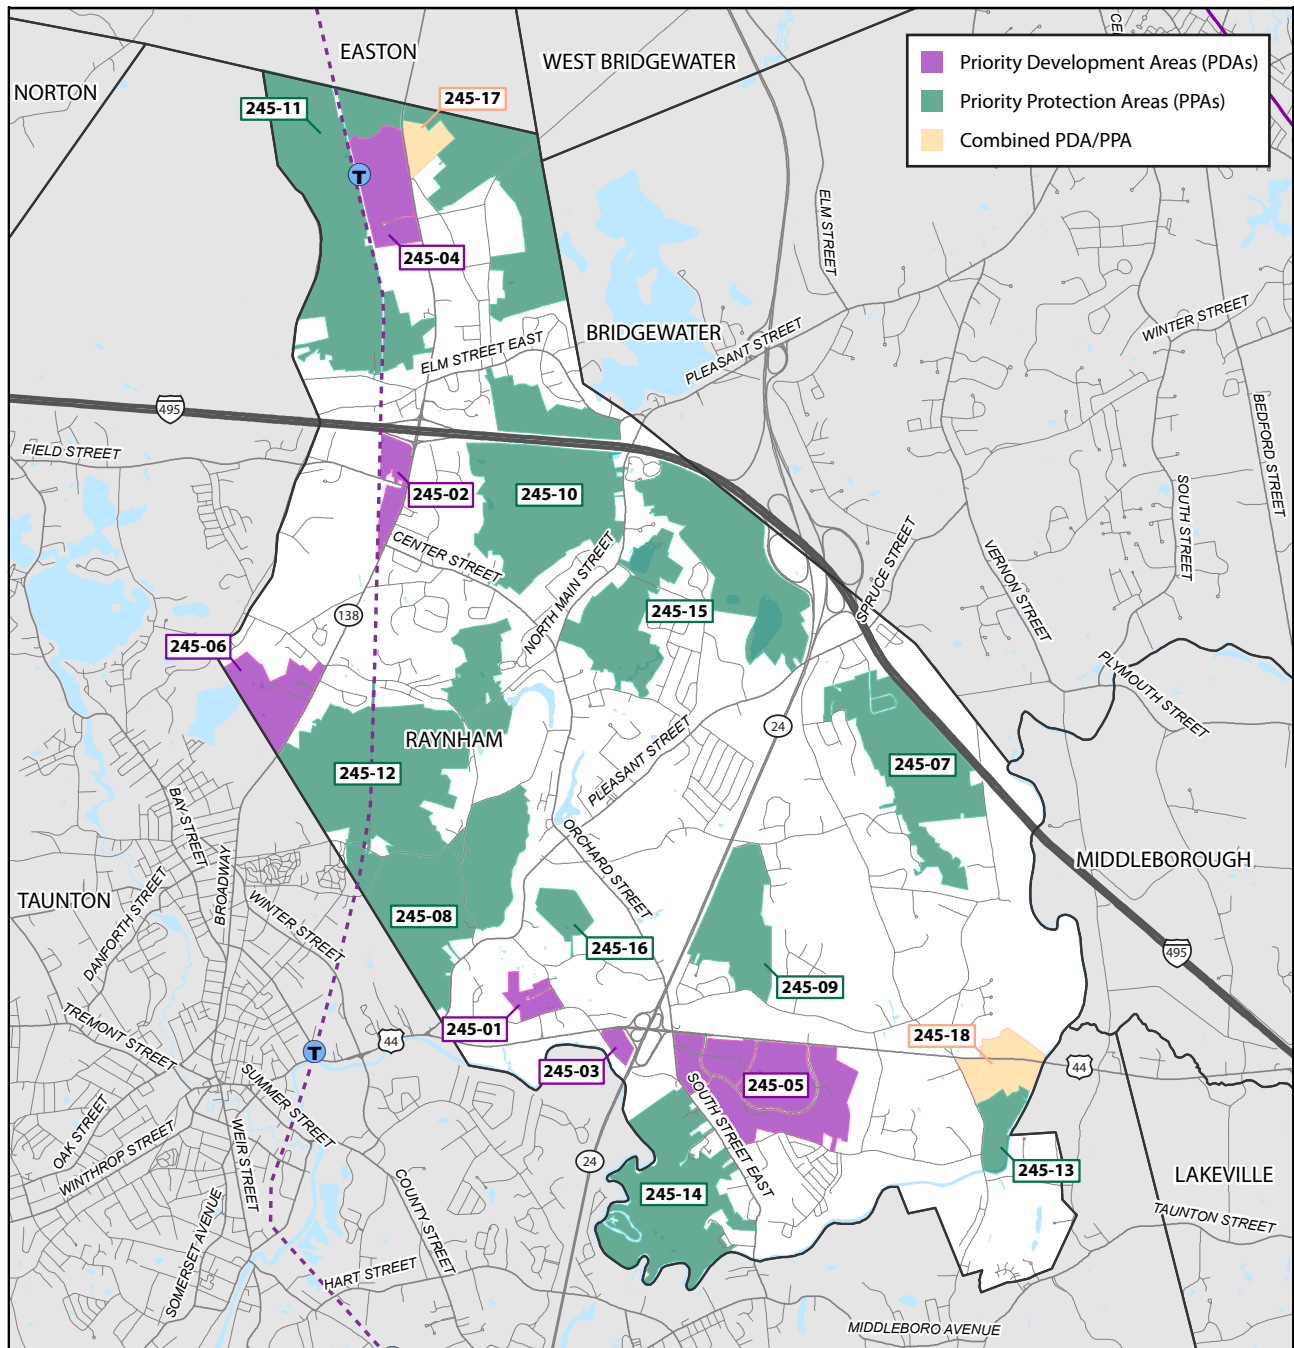 EASTON
WEST BRIDGEWATER
NORTON
Priority Development Areas (PDAs)
Priority Protection Areas (PPAs)
Combined PDA/PPA
245-11
245-17
T
245-04
ELM STREET
BRIDGEWATER
PLEASANT STREET
WINTER STREET
ELM STREET EAST
495
BEDFORD STREET
FIELD STREET
245-02
245-10
SOUTH STREET
CENTER STREET
NORTH MAIN STREET
SPRUCE STREET
VERNON STREET
138
245-15
245-06
PLYMOUTH STREET
24
RAYNHAM
245-12
245-07
PLEASANT STREET
BAY STREET
ORCHARD STREET
MIDDLEBOROUGH
BROADWAY
TAUNTON
DANFORTH STREET
WINTER STREET
245-08
245-16
495
245-09
TREMONT STREET
245-01
44
T
245-03
245-18
44
SUMMER STREET
245-05
OAK STREET
WINTHROP STREET
WEIR STREET
SOUTH STREET EAST
24
245-13
LAKEVILLE
COUNTY STREET
245-14
SOMERSET AVENUE
TAUNTON STREET
HART STREET
MIDDLEBORO AVENUE